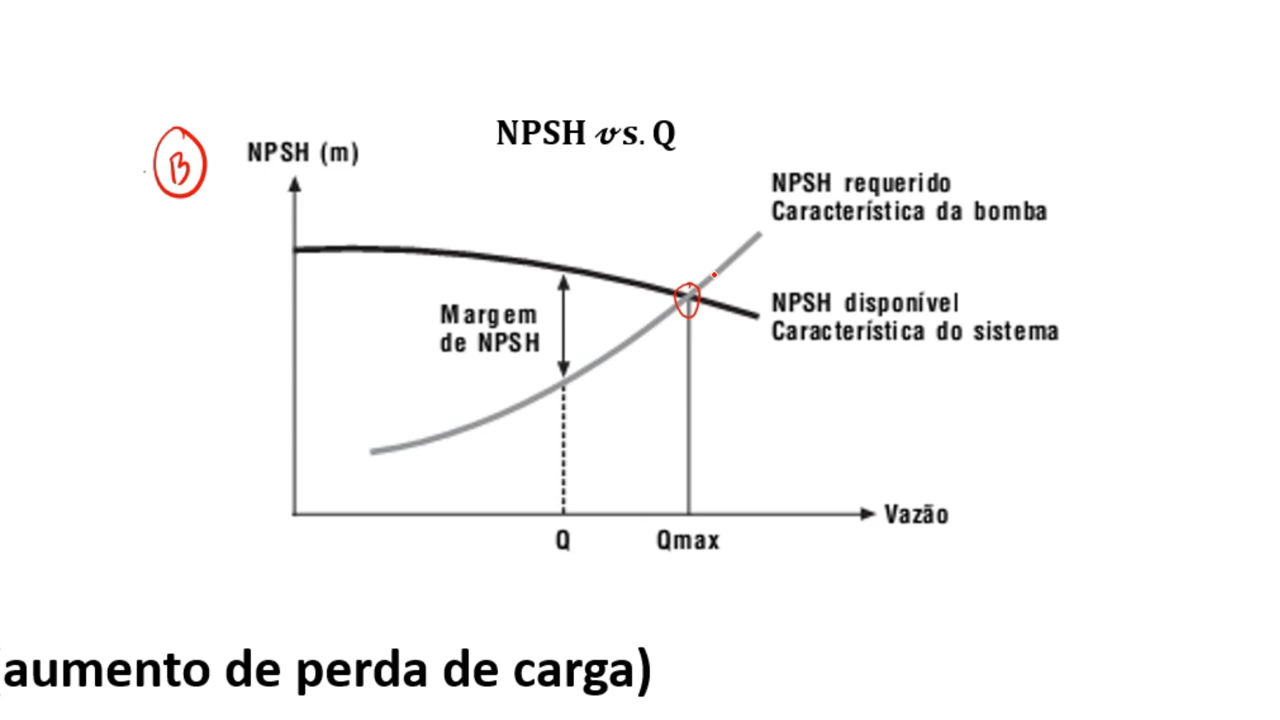 NPSH vs. Q
B
NPSH (m)
NPSH requerido
Característica da bomba
Margem
de NPSH
NPSH disponível
Característica do sistema
Vazão
Q
Qmax
(aumento de perda de carga)